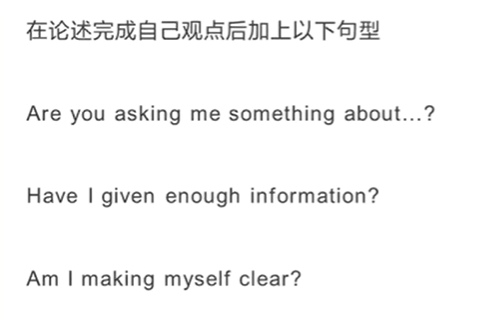 在论述完成自己观点后加上以下句型
Are you asking me something about...?
Have I given enough information?
Am I making myself clear?